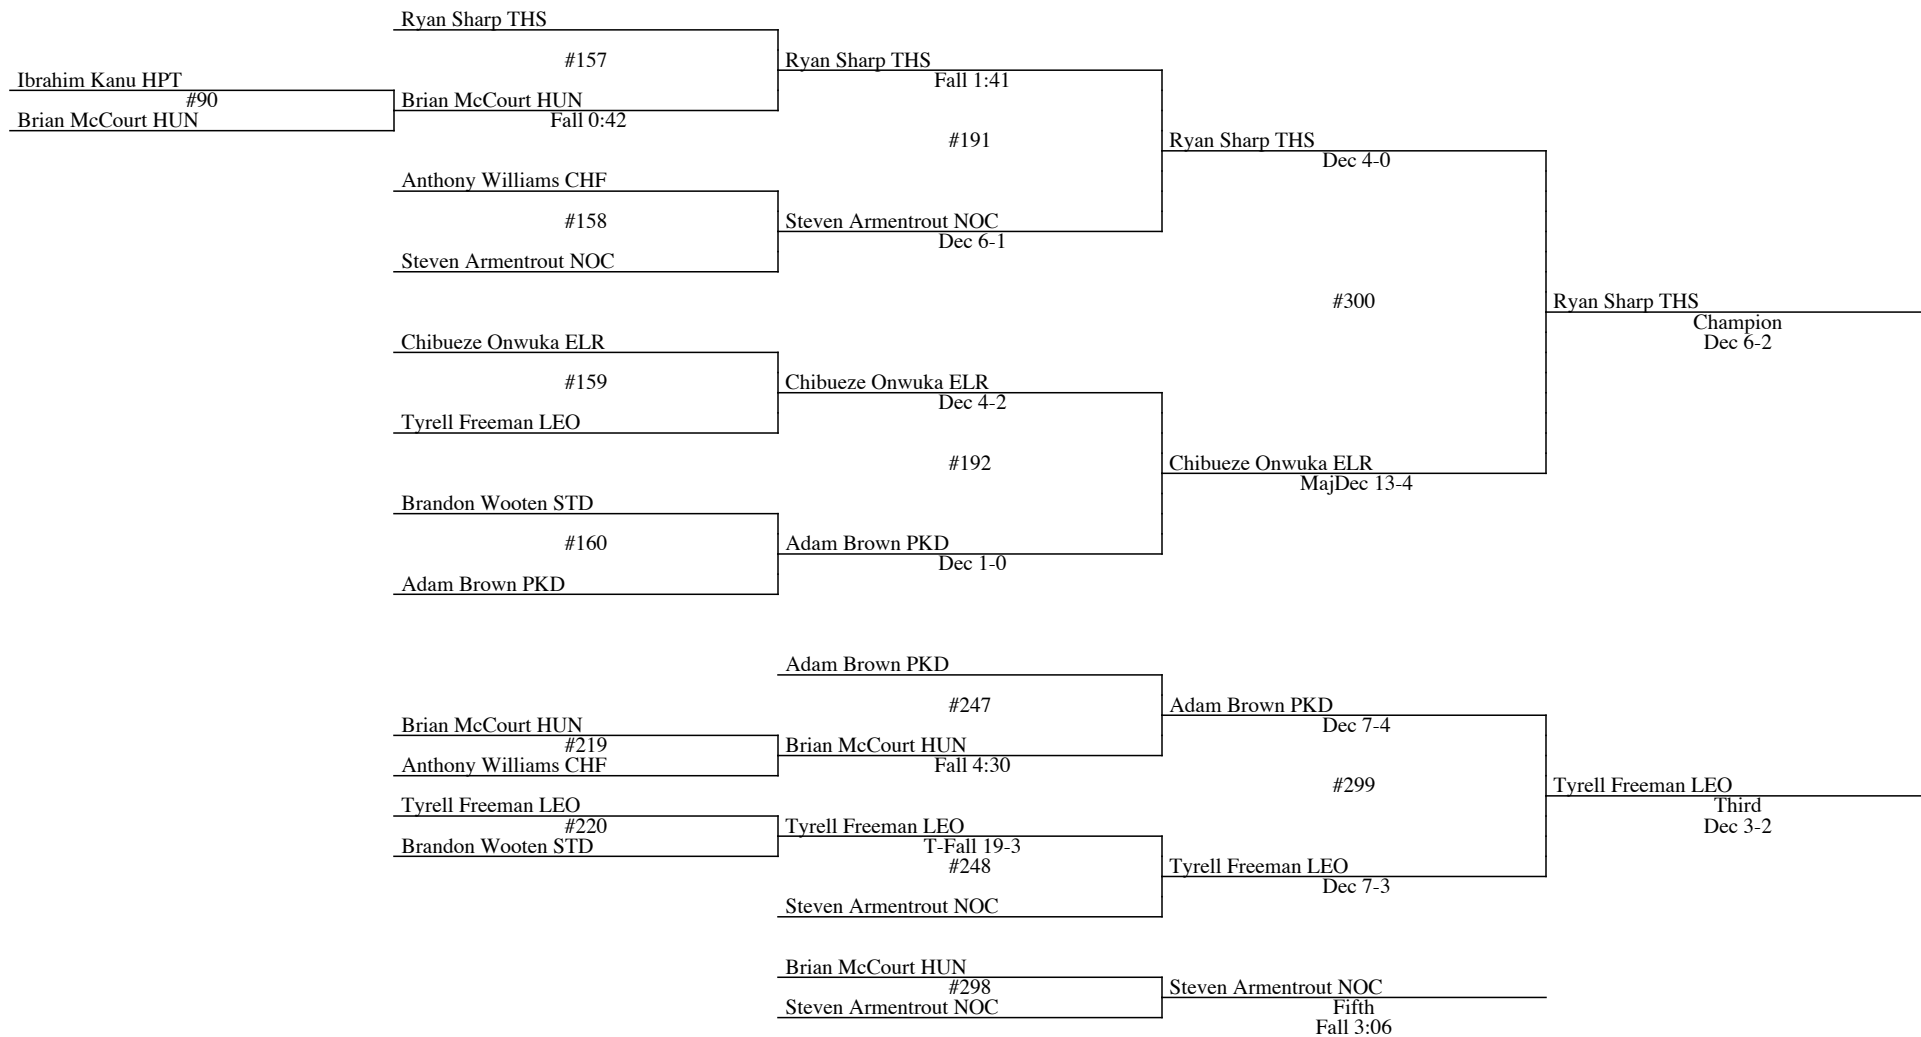 Ryan Sharp THS
#157
Ryan Sharp THS
Fall 1:41
Ibrahim Kanu HPT
#90
Brian McCourt HUN
Brian McCourt HUN
Fall 0:42
#191
Ryan Sharp THS
Dec 4-0
Anthony Williams CHF
#158
Steven Armentrout NOC
Dec 6-1
Steven Armentrout NOC
#300
Ryan Sharp THS
Champion
Dec 6-2
Chibueze Onwuka ELR
#159
Chibueze Onwuka ELR
Dec 4-2
Tyrell Freeman LEO
#192
Chibueze Onwuka ELR
MajDec 13-4
Brandon Wooten STD
#160
Adam Brown PKD
Dec 1-0
Adam Brown PKD
Adam Brown PKD
#247
Adam Brown PKD
Dec 7-4
Brian McCourt HUN
#219
Brian McCourt HUN
Fall 4:30
Anthony Williams CHF
#299
Tyrell Freeman LEO
Third
Dec 3-2
Tyrell Freeman LEO
#220
Tyrell Freeman LEO
T-Fall 19-3
Brandon Wooten STD
#248
Tyrell Freeman LEO
Dec 7-3
Steven Armentrout NOC
Brian McCourt HUN
#298
Steven Armentrout NOC
Steven Armentrout NOC
Fifth
Fall 3:06